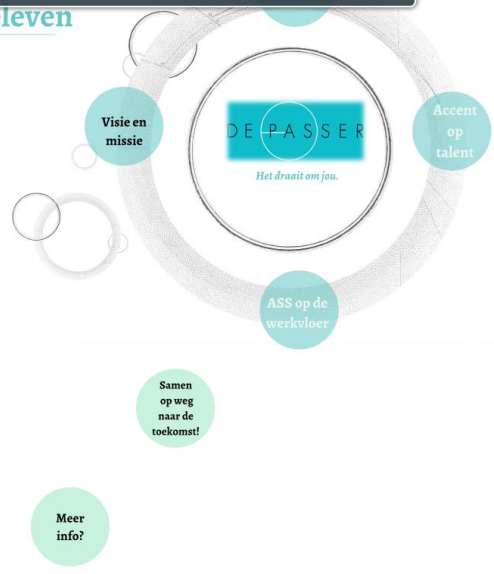 leven
Visie en
missie
DE PASSER
Het draait om jou.
Accent
op
talent
ASS op de
werkvloer
Samen
op weg
naar de
toekomst!
Meer
info?